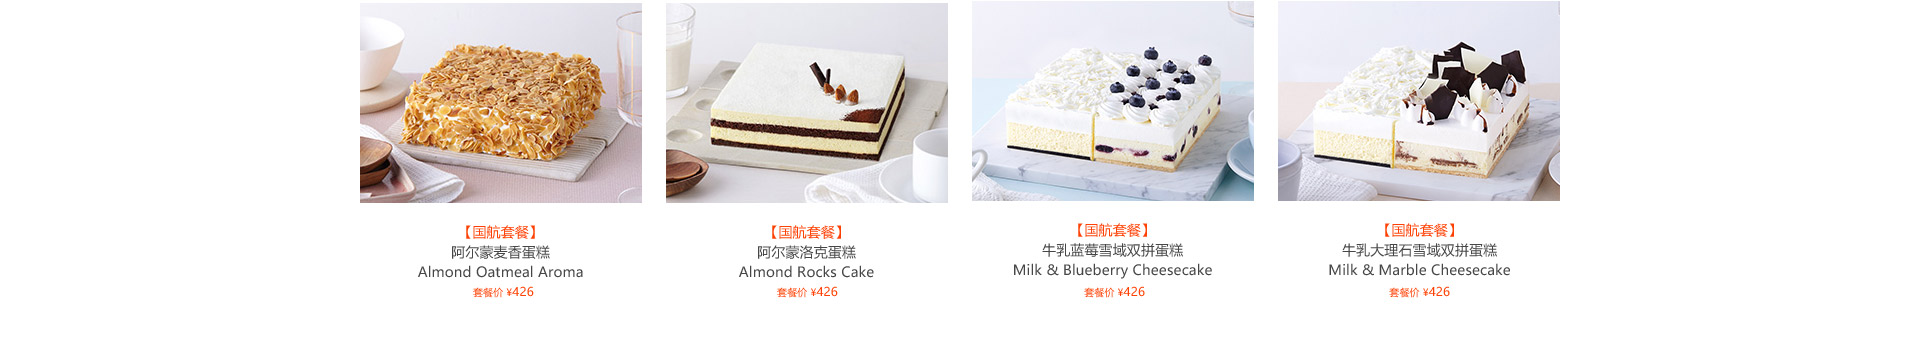 【国航套餐】
阿尔蒙麦香蛋糕
Almond Oatmeal Aroma
套餐价 ¥426
【国航套餐】
阿尔蒙洛克蛋糕
Almond Rocks Cake
套餐价 ¥426
【国航套餐】
牛乳蓝莓雪域双拼蛋糕
Milk & Blueberry Cheesecake
套餐价 ¥426
【国航套餐】
牛乳大理石雪域双拼蛋糕
Milk & Marble Cheesecake
套餐价 ¥426